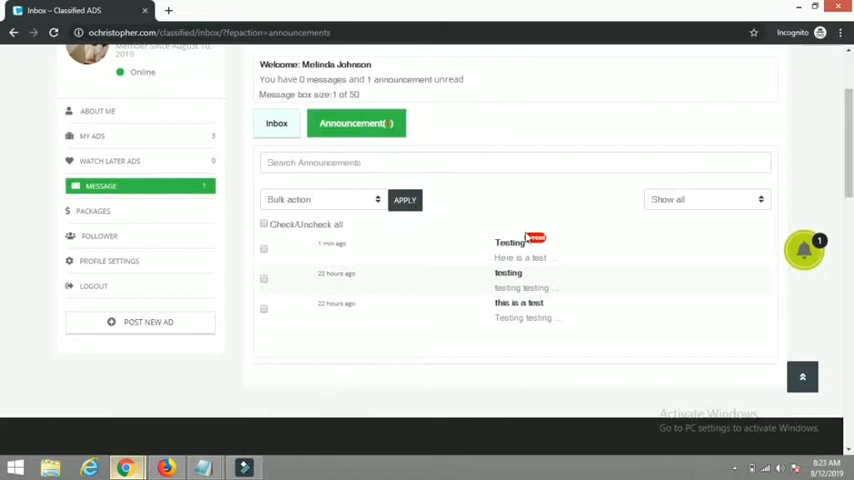 Inbox – Classified ADS
ochristopher.com/classified/inbox/?fepaction=announcements
Incognito
Member Since August 10,
2019
Online
Welcome: Melinda Johnson
You have 0 messages and 1 announcement unread
Message box size:1 of 50
Inbox
Announcement(
ABOUT ME
MY ADS 3
WATCH LATER ADS 0
MESSAGE 1
PACKAGES
FOLLOWER
PROFILE SETTINGS
LOGOUT
POST NEW AD
Search Announcements
Bulk action
APPLY
Show all
Check/Uncheck all
1 min ago
Testing
Here is a test ...
22 hours ago
testing
testing testing ...
22 hours ago
this is a test
Testing testing ...
1
Activate Windows
Go to PC settings to activate Windows.
8:23 AM
8/12/2019